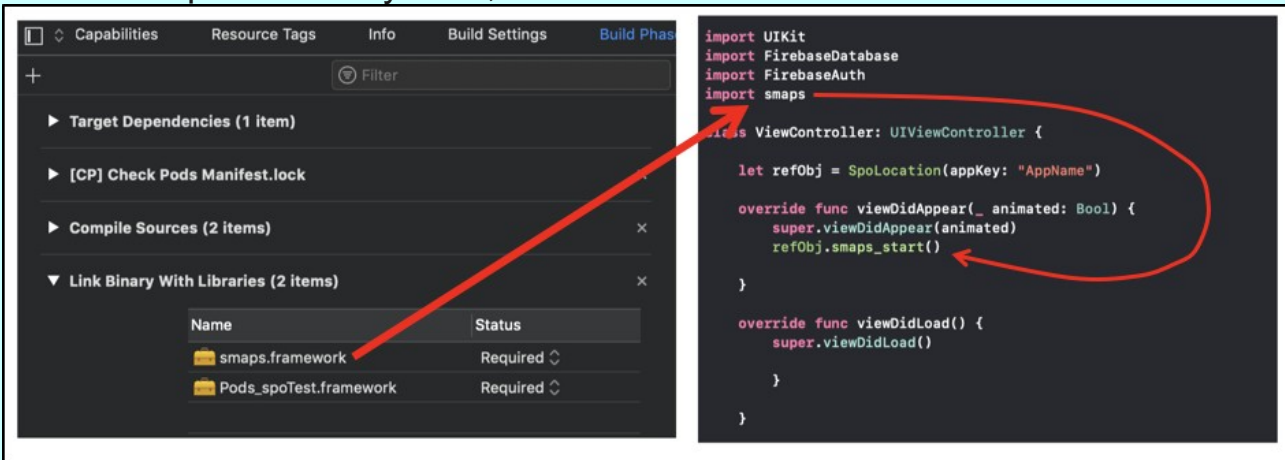 Capabilities Resource Tags Info Build Settings Build Phas
+ Filter
Target Dependencies (1 item)
[CP] Check Pods Manifest.lock
Compile Sources (2 items) ×
Link Binary With Libraries (2 items) ×
Name Status
smaps.framework Required
Pods_spoTest.framework Required
import UIKit
import FirebaseDatabase
import FirebaseAuth
import smaps
class ViewController: UIViewController {
let refObj = SpoLocation(appKey: "AppName")
override func viewDidAppear(_ animated: Bool) {
super.viewDidAppear(animated)
refObj.smaps_start()
}
override func viewDidLoad() {
super.viewDidLoad()
}
}